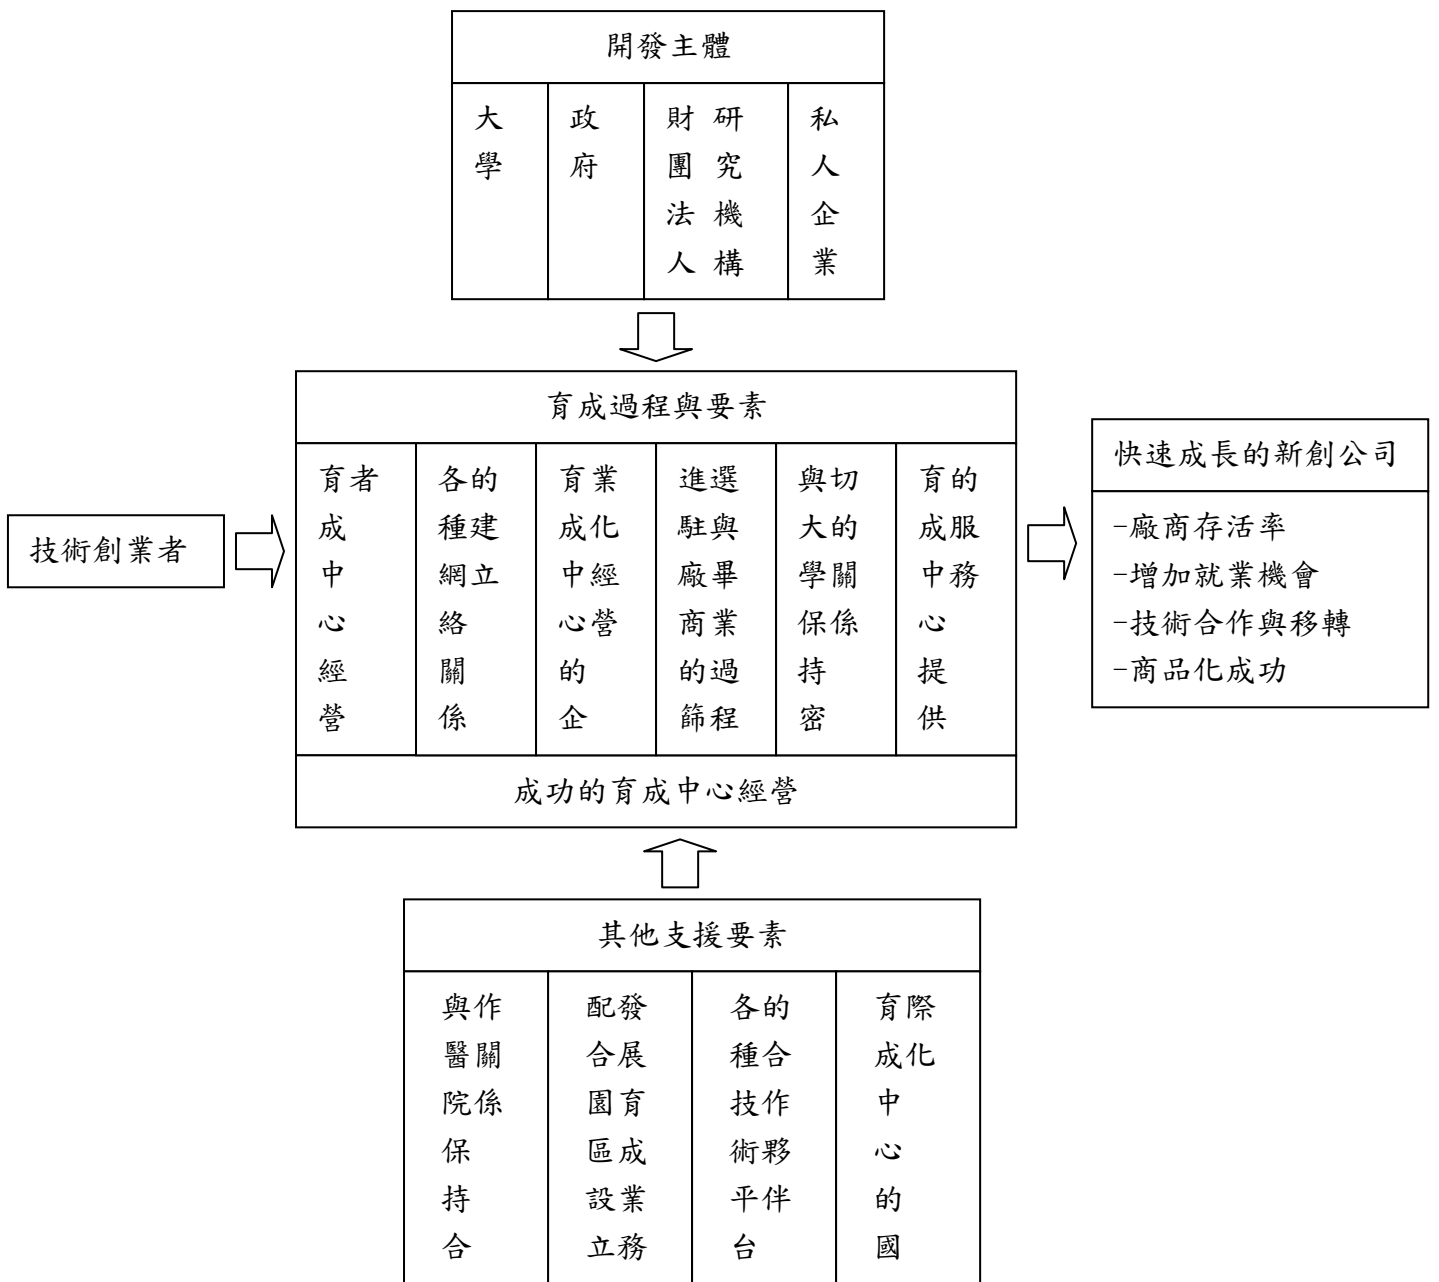 開發主體
大學
政府
財團法人
研究機構
私人企業
技術創業者
育成過程與要素
育成中心經營
者
各種網絡關係
的建立
育成中心的企
業化經營
進駐廠商的篩
選與畢業過程
與大學保持密
切的關係
育成中心提供
的服務
成功的育成中心經營
快速成長的新創公司
-廠商存活率
-增加就業機會
-技術合作與移轉
-商品化成功
其他支援要素
與醫院保持合
作關係
配合園區設立
發展育成業務
各種技術平台
的合作夥伴
育成中心的國
際化